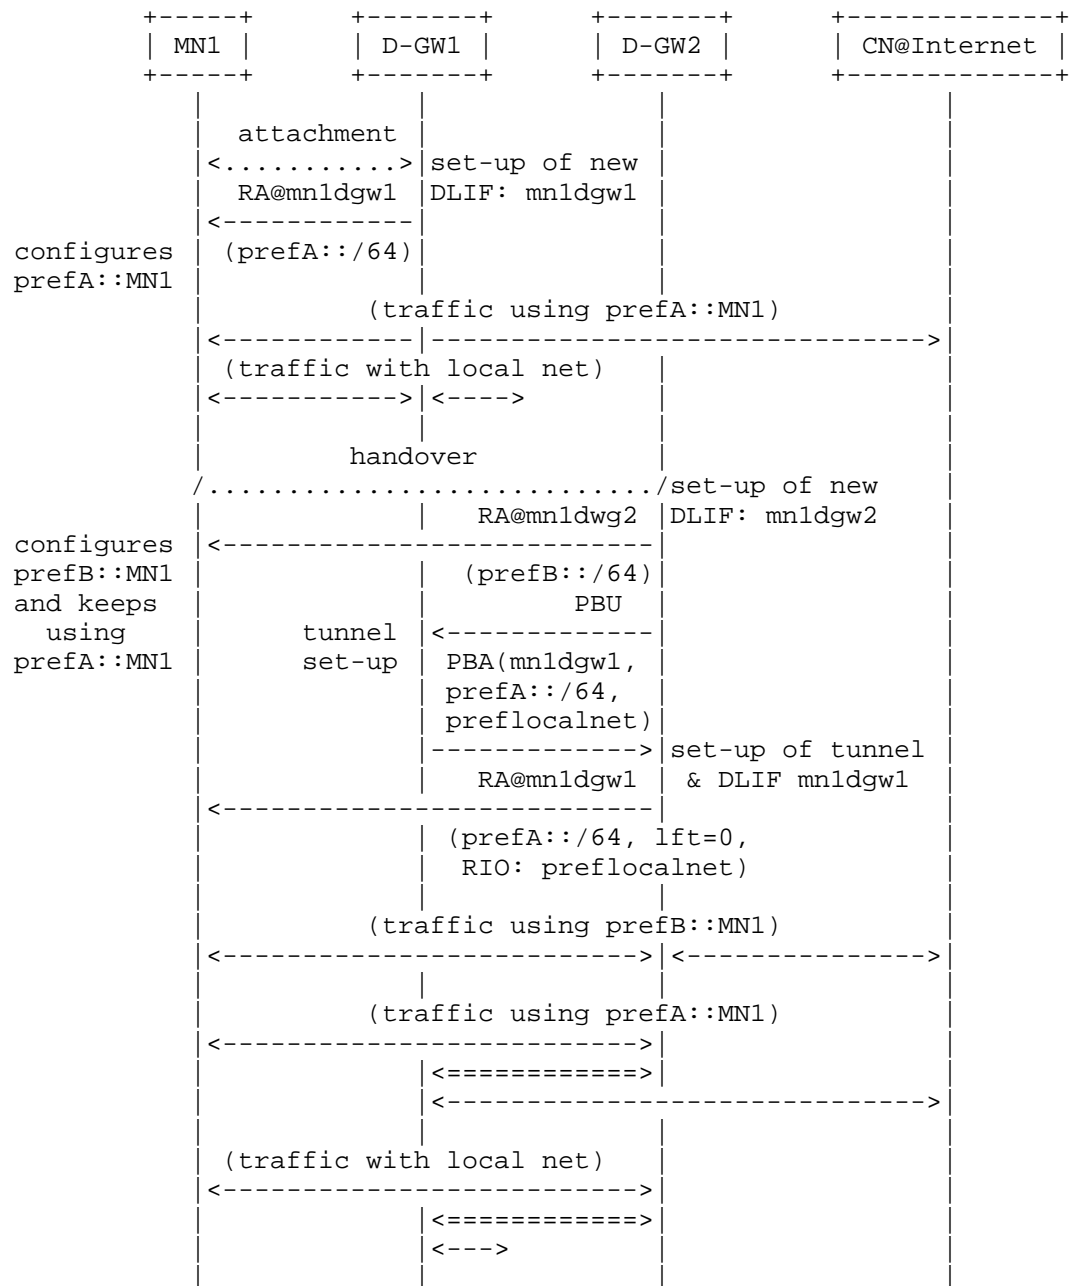 MN1 D-GW1 D-GW2 CN@Internet
attachment
set-up of new
RA@mn1dgw1 DLIF: mn1dgw1
configures (prefA::/64)
prefA::MN1
(traffic using prefA::MN1)
(traffic with local net)
handover
set-up of new
RA@mn1dwg2 DLIF: mn1dgw2
configures
prefB::MN1 (prefB::/64)
and keeps PBU
using tunnel
prefA::MN1 set-up PBA(mn1dgw1,
prefA::/64,
preflocalnet)
set-up of tunnel
RA@mn1dgw1 & DLIF mn1dgw1
(prefA::/64, lft=0,
RIO: preflocalnet)
(traffic using prefB::MN1)
(traffic using prefA::MN1)
(traffic with local net)